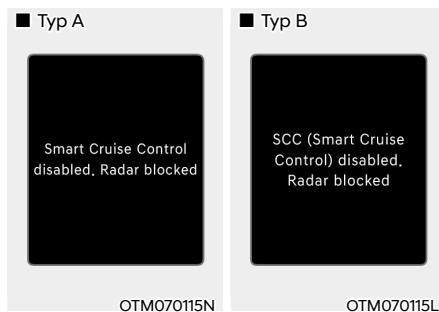 ■ Typ A
Smart Cruise Control
disabled. Radar blocked
OTM070115N
■ Typ B
SCC (Smart Cruise
Control) disabled.
Radar blocked
OTM070115L